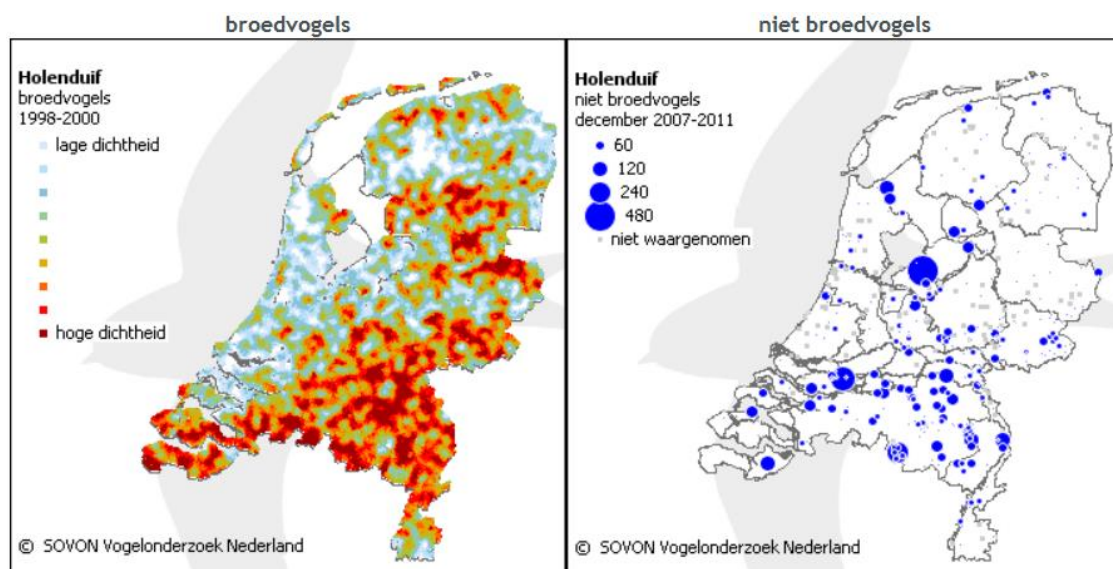 broedvogels
Holenduif
broedvogels
1998-2000
lage dichtheid
hoge dichtheid
© SOVON Vogelonderzoek Nederland
niet broedvogels
Holenduif
niet broedvogels
december 2007-2011
60
120
240
480
niet waargenomen
© SOVON Vogelonderzoek Nederland